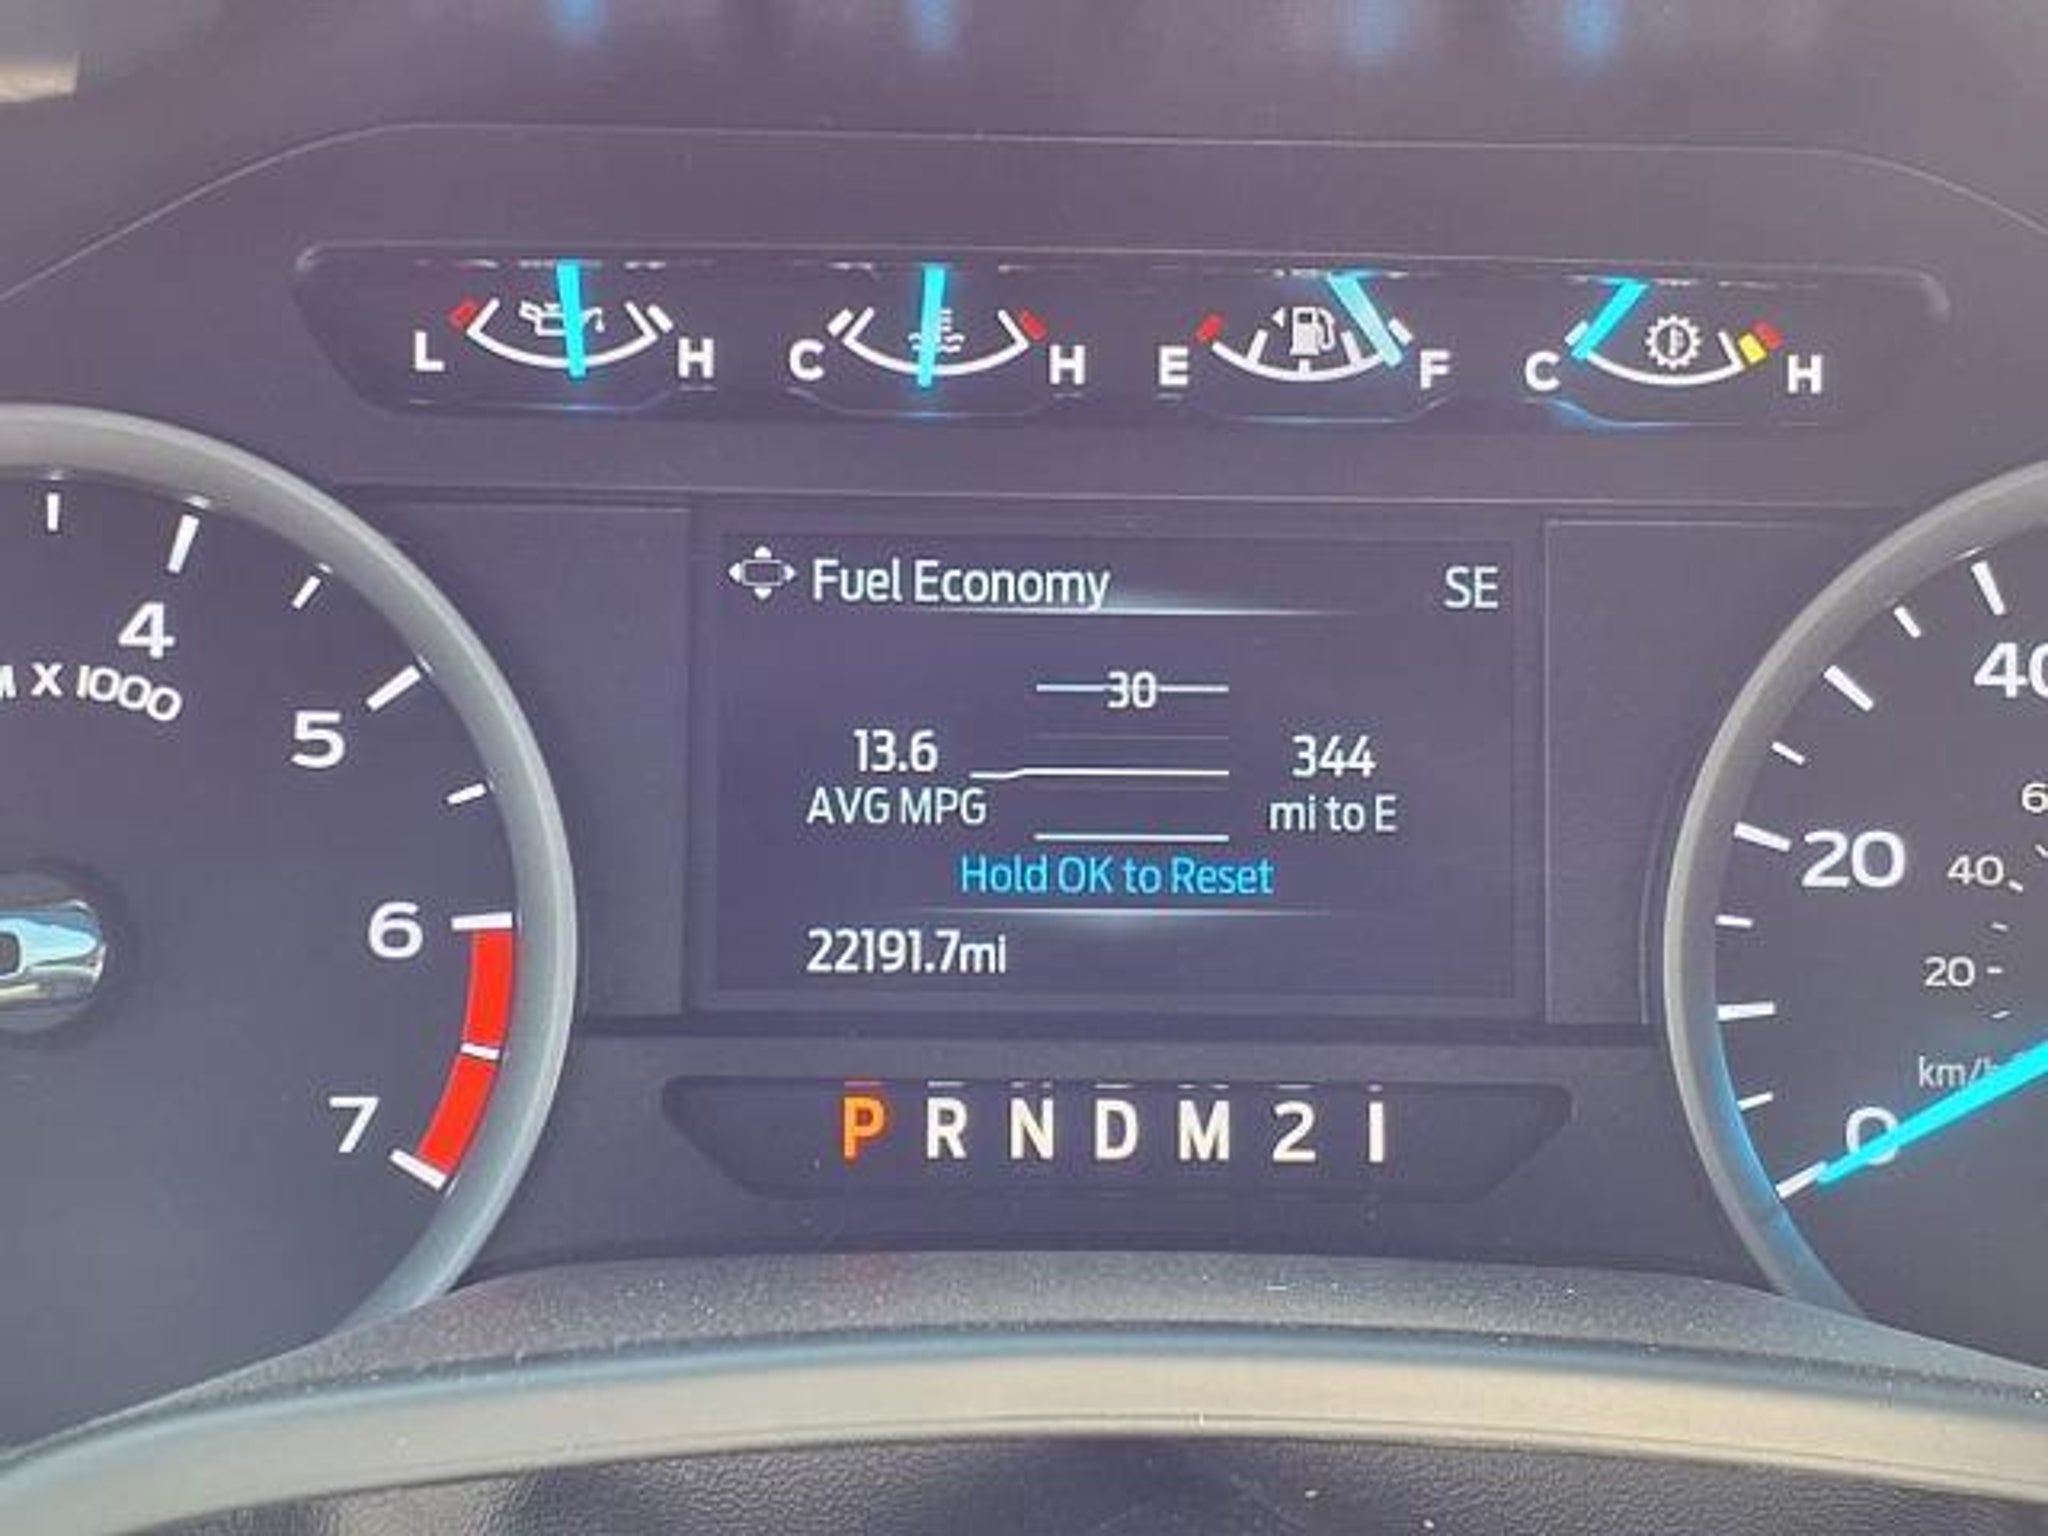 L H C H E F C H
Fuel Economy SE
30
13.6 344
AVG MPG mi to E
Hold OK to Reset
22191.7mi
P R N D M 2 1
4
X 1000
5
6
7
20
40
20
km/h
0